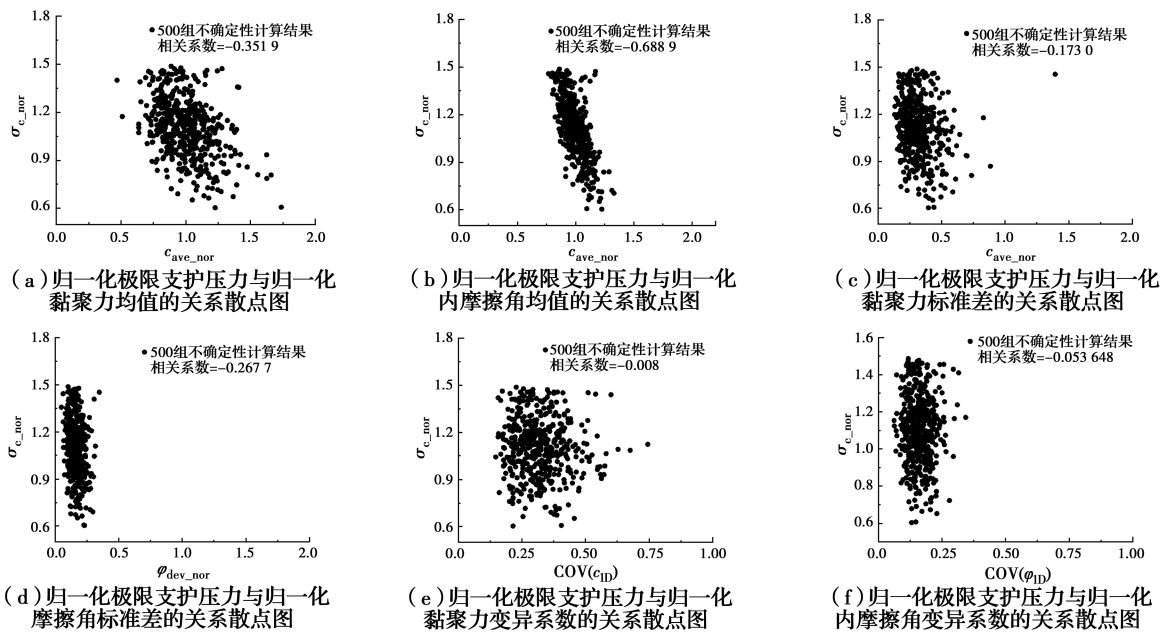 1.8
1.5
1.2
0.9
0.6
σc_nor
500组不确定性计算结果
相关系数=-0.351 9
0.0 0.5 1.0 1.5 2.0
cave_nor
(a)归一化极限支护压力与归一化
黏聚力均值的关系散点图
1.8
1.5
1.2
0.9
0.6
σc_nor
500组不确定性计算结果
相关系数=-0.688 9
0.0 0.5 1.0 1.5 2.0
cave_nor
(b)归一化极限支护压力与归一化
内摩擦角均值的关系散点图
1.8
1.5
1.2
0.9
0.6
σc_nor
500组不确定性计算结果
相关系数=-0.173 0
0.0 0.5 1.0 1.5 2.0
cave_nor
(c)归一化极限支护压力与归一化
黏聚力标准差的关系散点图
1.8
1.5
1.2
0.9
0.6
σc_nor
500组不确定性计算结果
相关系数=-0.267 7
0.0 0.5 1.0 1.5 2.0
φdev_nor
(d)归一化极限支护压力与归一化
摩擦角标准差的关系散点图
1.8
1.5
1.2
0.9
0.6
σc_nor
500组不确定性计算结果
相关系数=-0.008
0.0 0.25 0.50 0.75 1.00
COV(cID)
(e)归一化极限支护压力与归一化
黏聚力变异系数的关系散点图
1.6
1.4
1.2
1.0
0.8
0.6
σc_nor
500组不确定性计算结果
相关系数=-0.053 648
0.0 0.25 0.50 0.75 1.00
COV(φID)
(f)归一化极限支护压力与归一化
内摩擦角变异系数的关系散点图